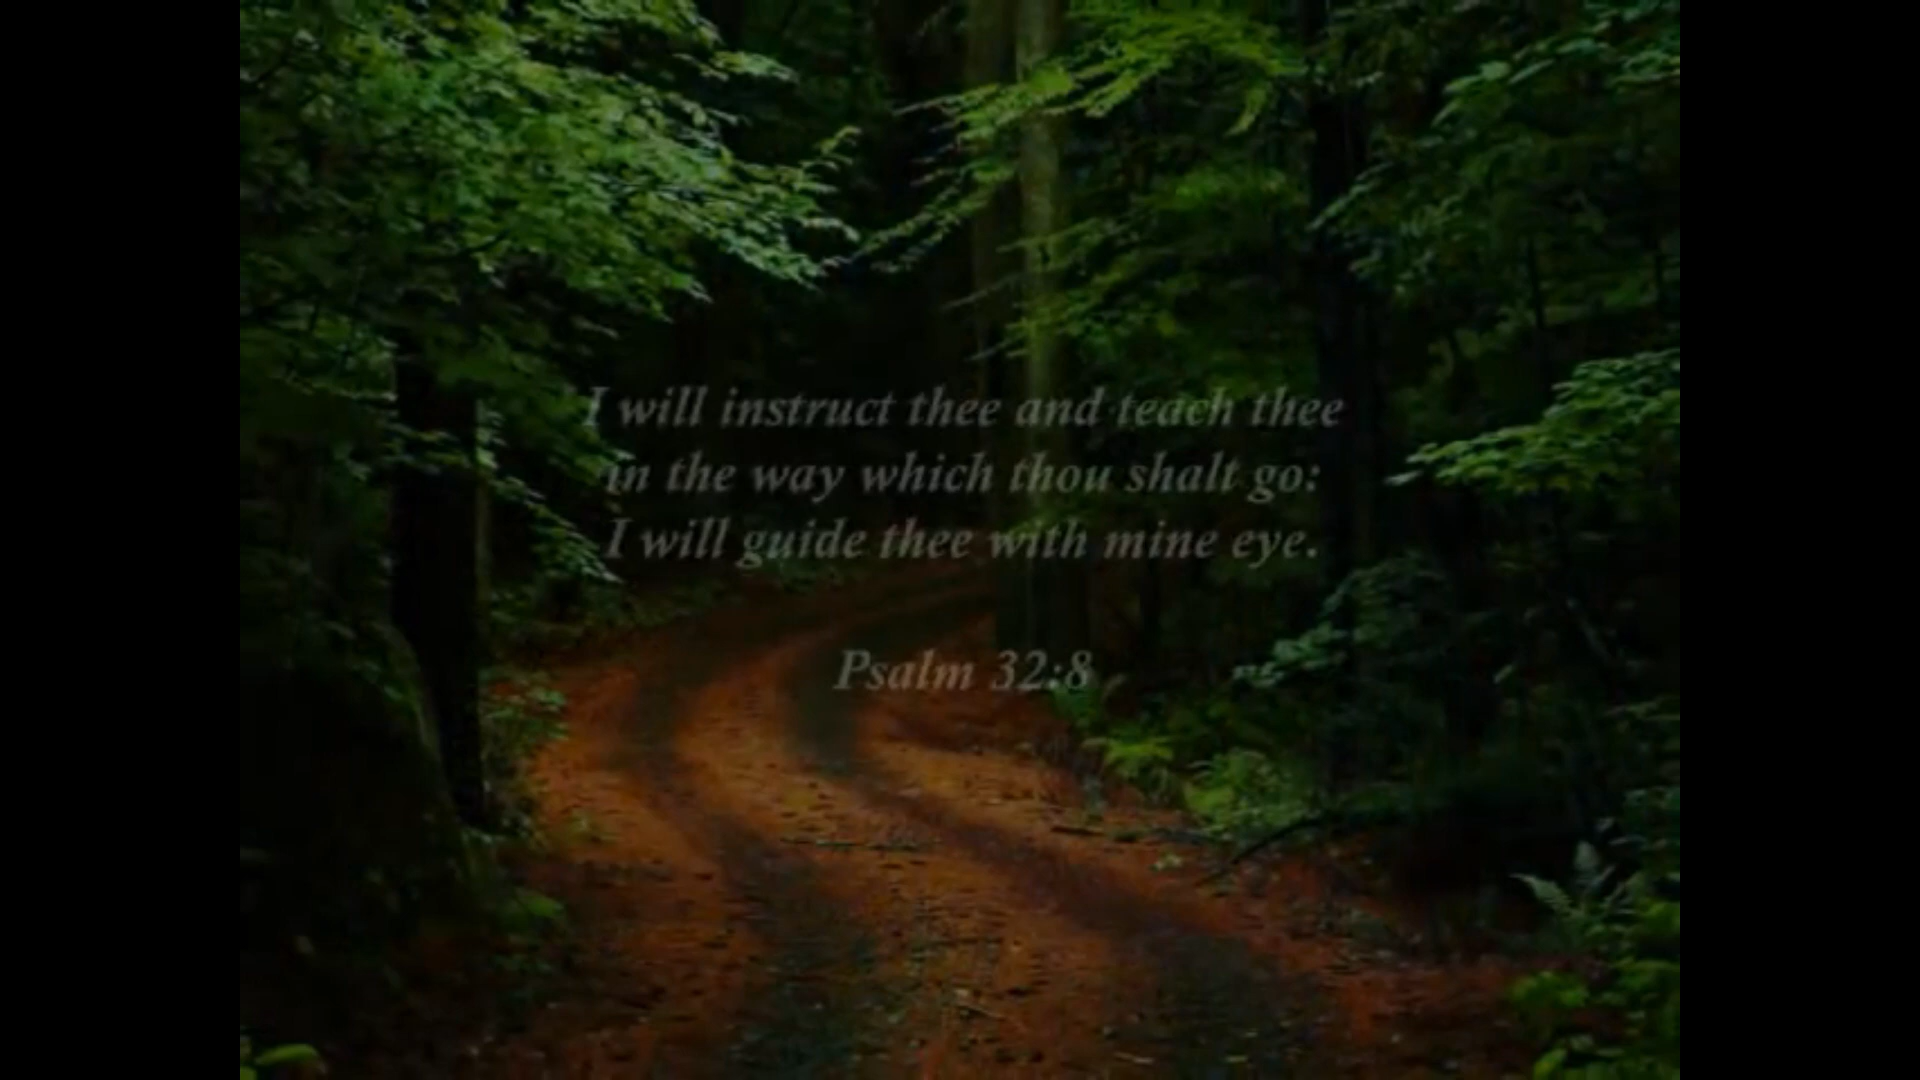 I will instruct thee and teach thee
in the way which thou shalt go:
I will guide thee with mine eye.
Psalm 32:8